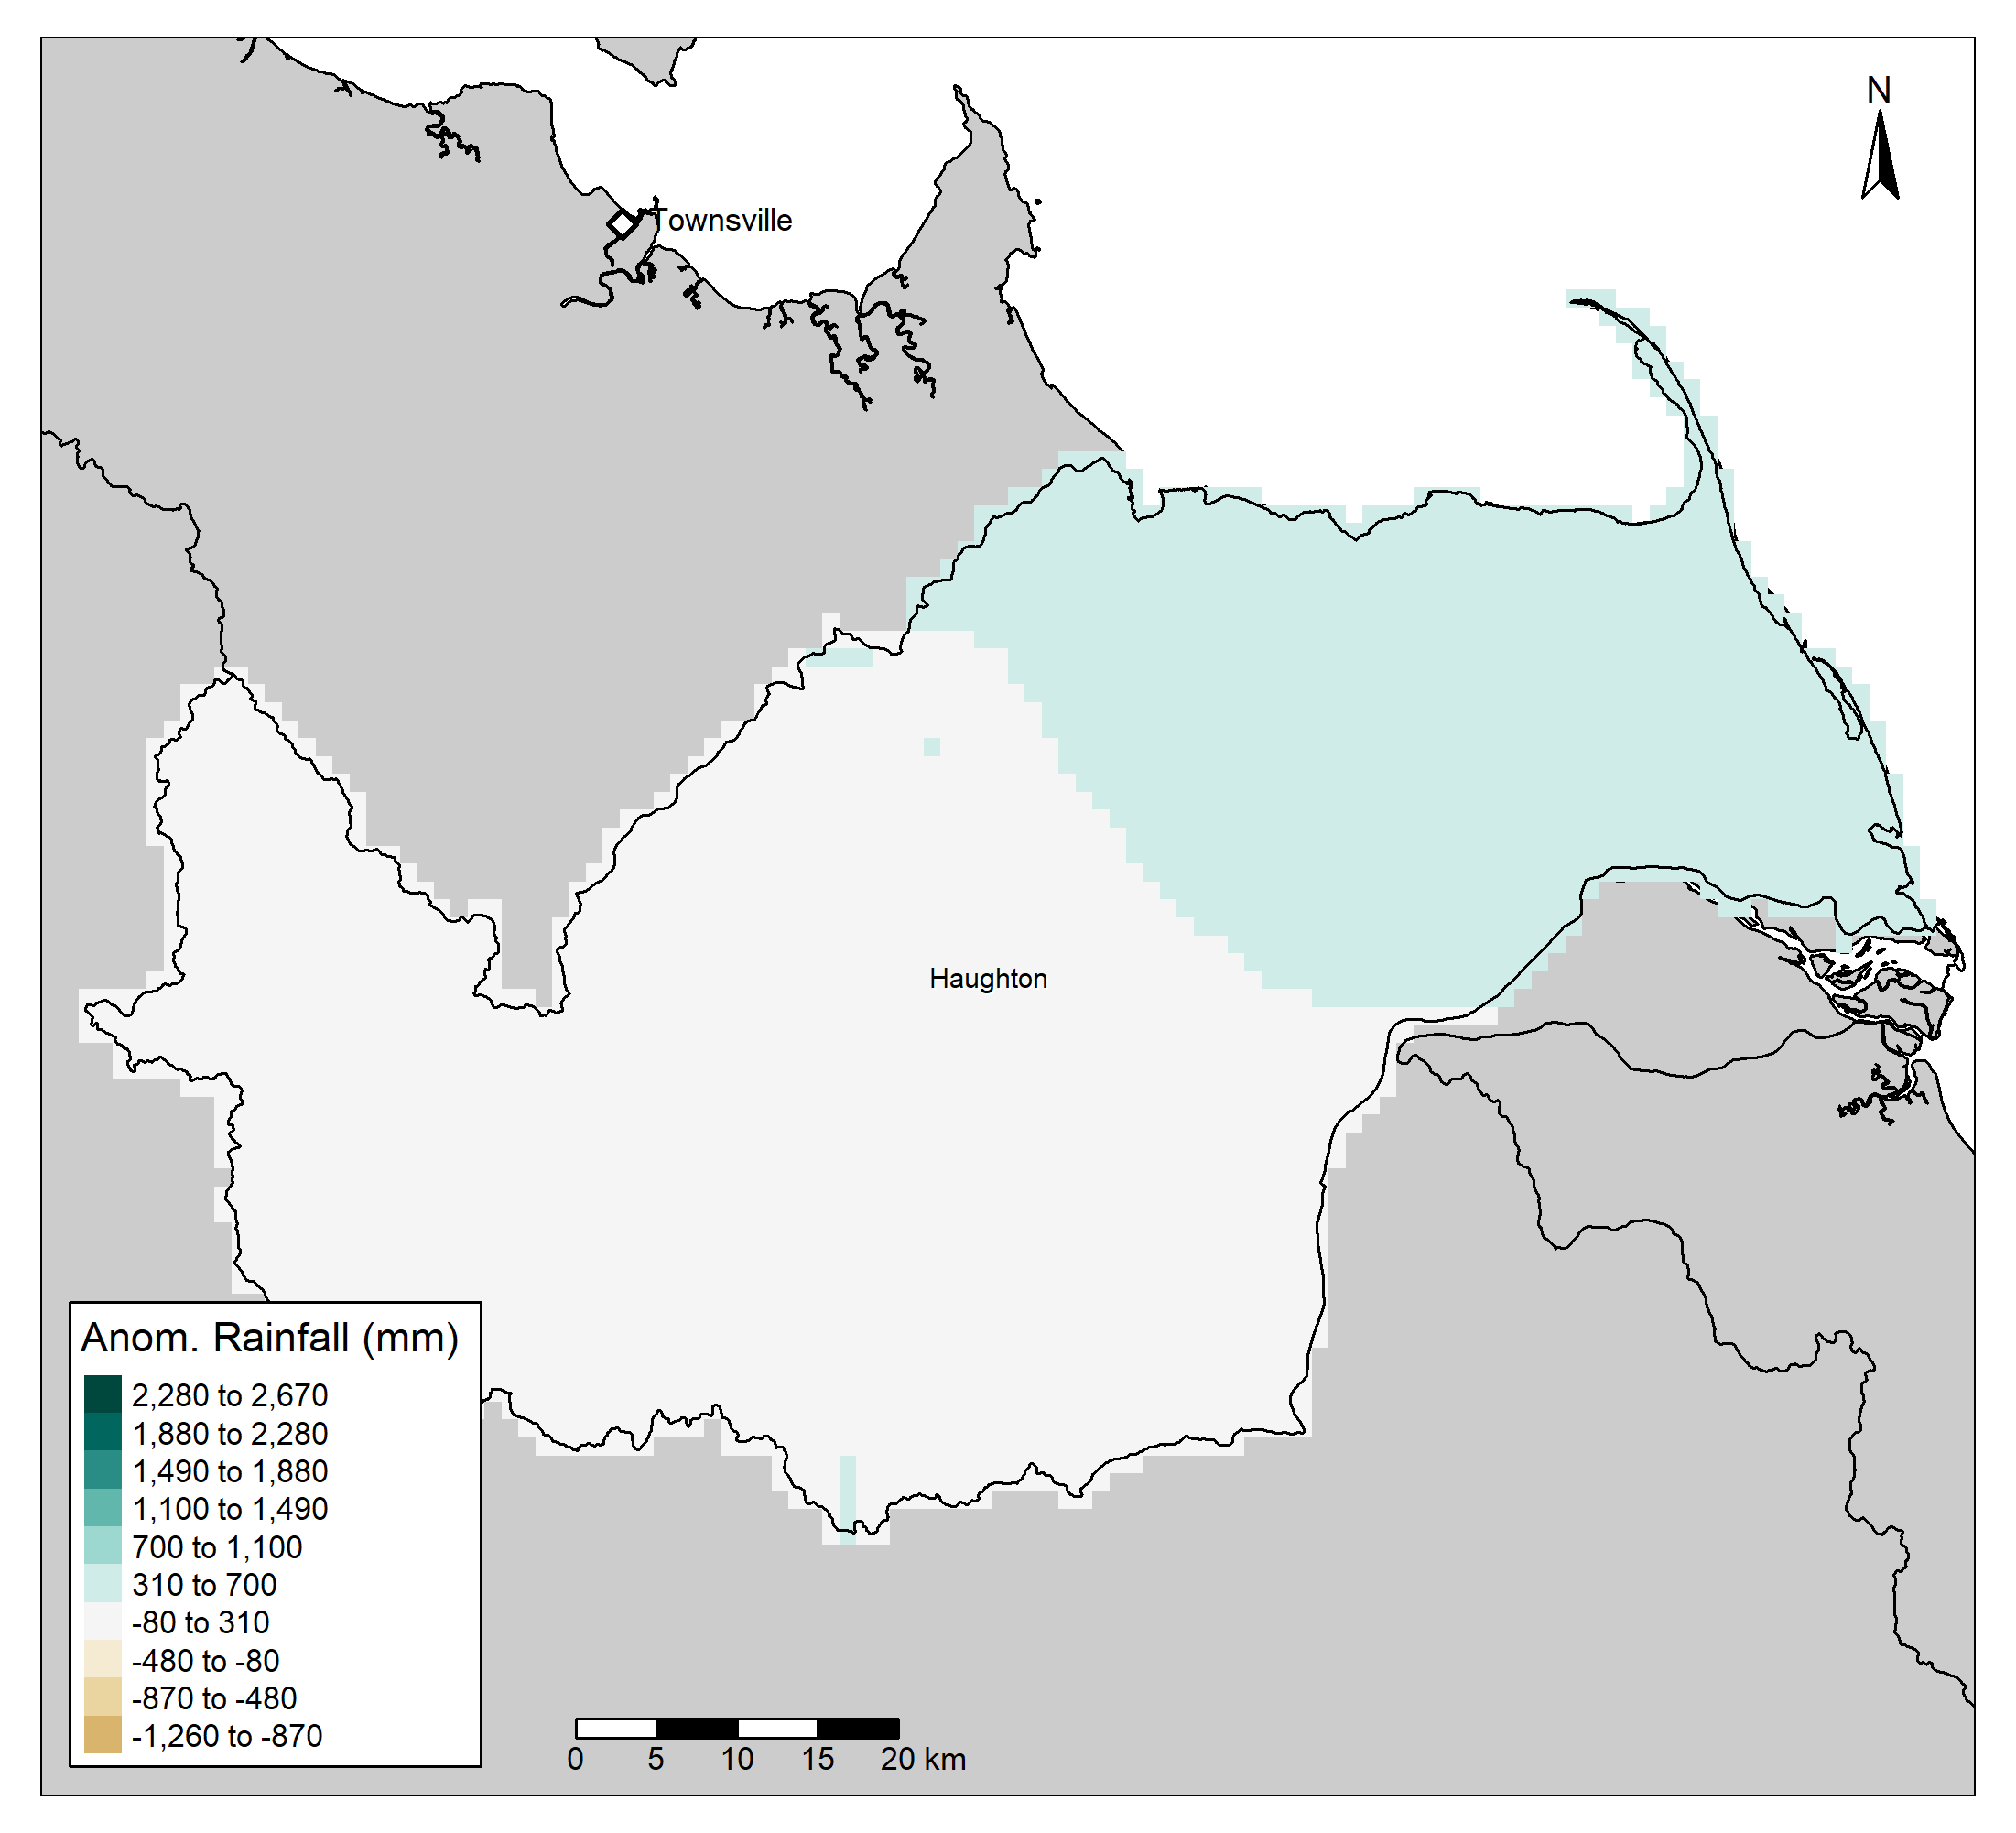 N
Townsville
Haughton
Anom. Rainfall (mm)
2,280 to 2,670
1,880 to 2,280
1,490 to 1,880
1,100 to 1,490
700 to 1,100
310 to 700
-80 to 310
-480 to -80
-870 to -480
-1,260 to -870
0 5 10 15 20 km